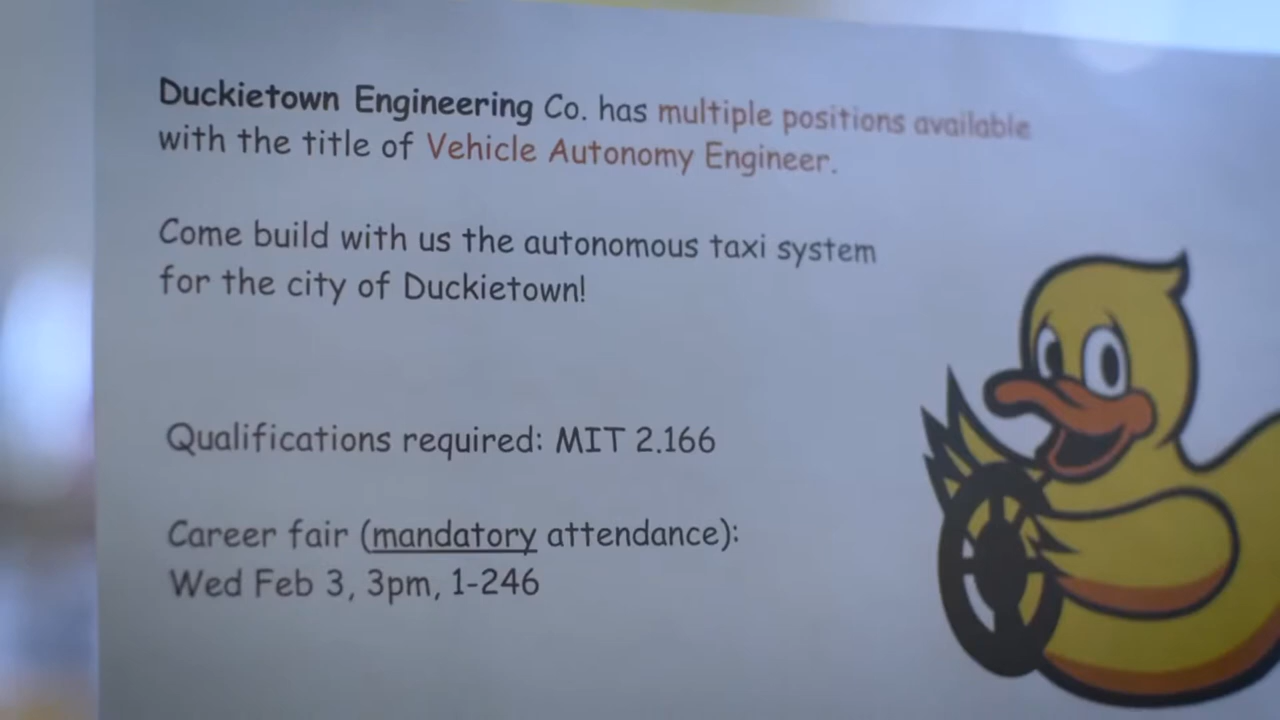 Duckietown Engineering Co. has multiple positions available
with the title of Vehicle Autonomy Engineer.
Come build with us the autonomous taxi system
for the city of Duckietown!
Qualifications required: MIT 2.166
Career fair (mandatory attendance):
Wed Feb 3, 3pm, 1-246